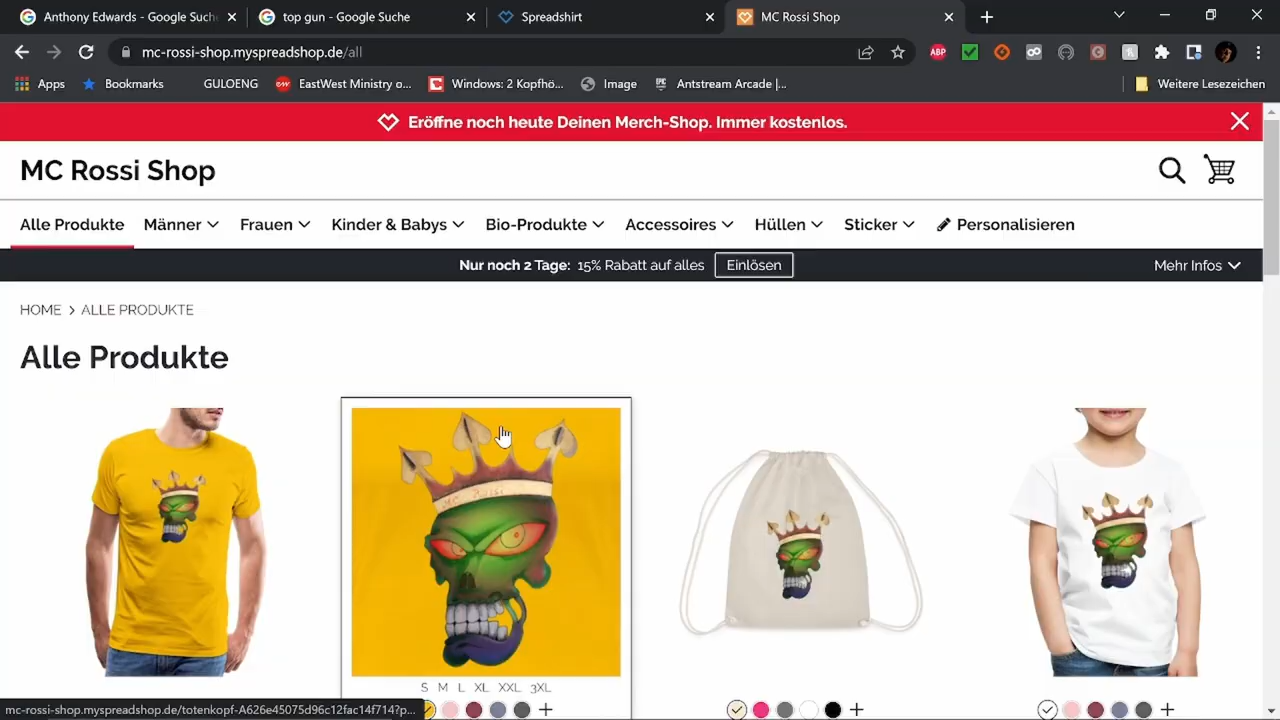 Anthony Edwards - Google Suche
top gun - Google Suche
Spreadshirt
MC Rossi Shop
mc-rossi-shop.myspreadshop.de/all
ABP
Apps
Bookmarks
GULOENG
EastWest Ministry o...
Windows: 2 Kopfhö...
Image
Antstream Arcade |...
Weitere Lesezeichen
Eröffne noch heute Deinen Merch-Shop. Immer kostenlos.
MC Rossi Shop
Alle Produkte
Männer
Frauen
Kinder & Babys
Bio-Produkte
Accessoires
Hüllen
Sticker
Personalisieren
Nur noch 2 Tage: 15% Rabatt auf alles
Einlösen
Mehr Infos
HOME > ALLE PRODUKTE
Alle Produkte
MC Rossi
S M L XL XXL 3XL
mc-rossi-shop.myspreadshop.de/totenkopf-A626e45075d96c12fac14f714?p...